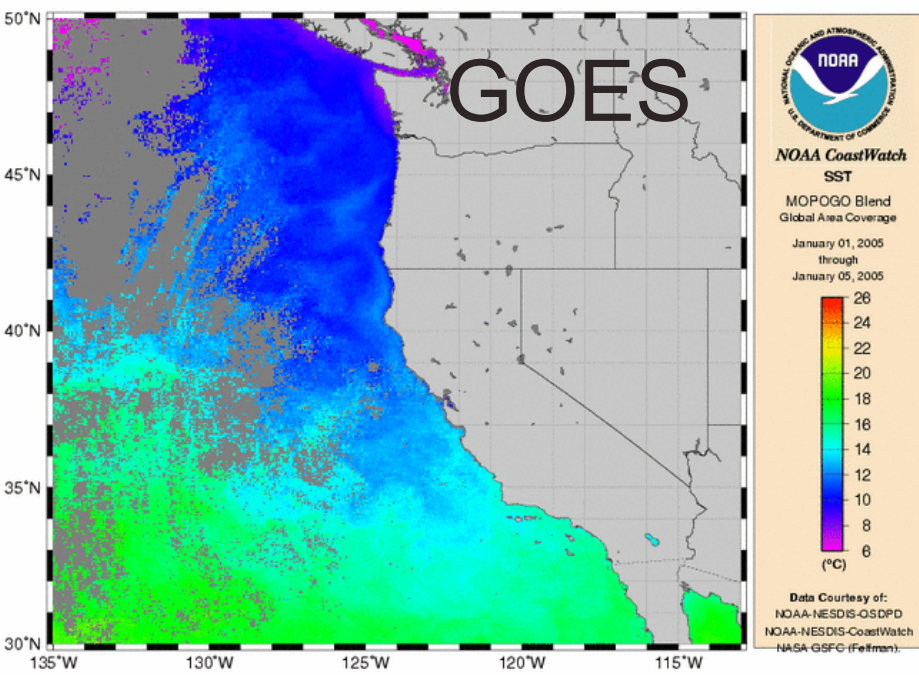 50°N
45°N
40°N
35°N
30°N
135°W
130°W
125°W
120°W
115°W
GOES
NATIONAL OCEANIC AND ATMOSPHERIC ADMINISTRATION
NOAA
U.S. DEPARTMENT OF COMMERCE
NOAA CoastWatch
SST
MOPOGO Blend
Global Area Coverage
January 01, 2005
through
January 05, 2005
26
24
22
20
18
16
14
12
10
8
6
(°C)
Data Courtesy of:
NOAA-NESDIS-OSDPD
NOAA-NESDIS-CoastWatch
NASA GSFC (Feldman).